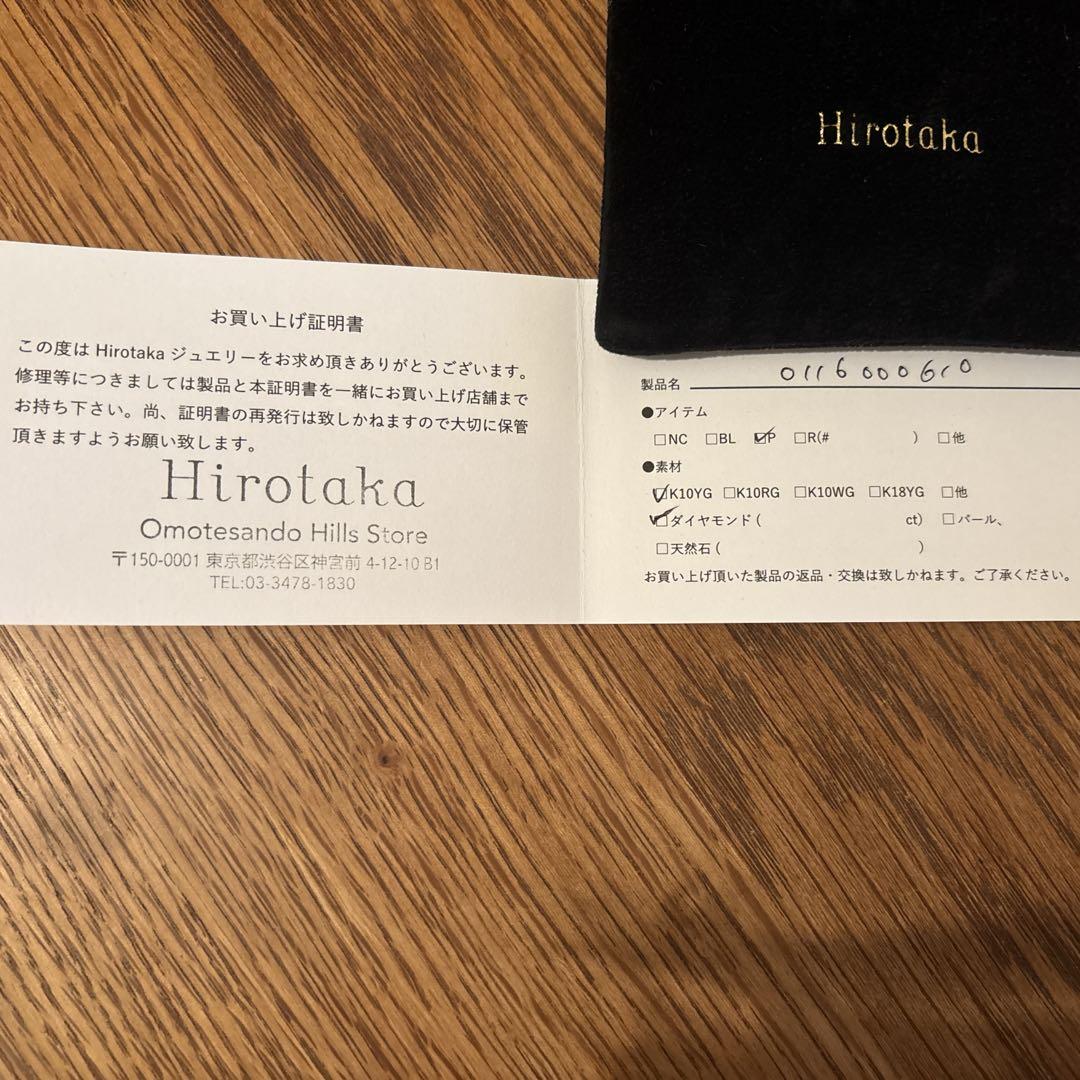 Hirotaka
お買い上げ証明書
この度は Hirotaka ジュエリーをお求め頂きありがとうございます。
修理等につきましては製品と本証明書を一緒にお買い上げ店舗まで
お持ち下さい。尚、証明書の再発行は致しかねますので大切に保管
頂きますようお願い致します。
Hirotaka
Omotesando Hills Store
〒150-0001 東京都渋谷区神宮前 4-12-10 B1
TEL:03-3478-1830
製品名 0116000610
●アイテム
□NC □BL ☑P □R(# ) □他
●素材
☑K10YG □K10RG □K10WG □K18YG □他
☑ダイヤモンド ( ct) □パール、
□天然石 ( )
お買い上げ頂いた製品の返品・交換は致しかねます。ご了承ください。